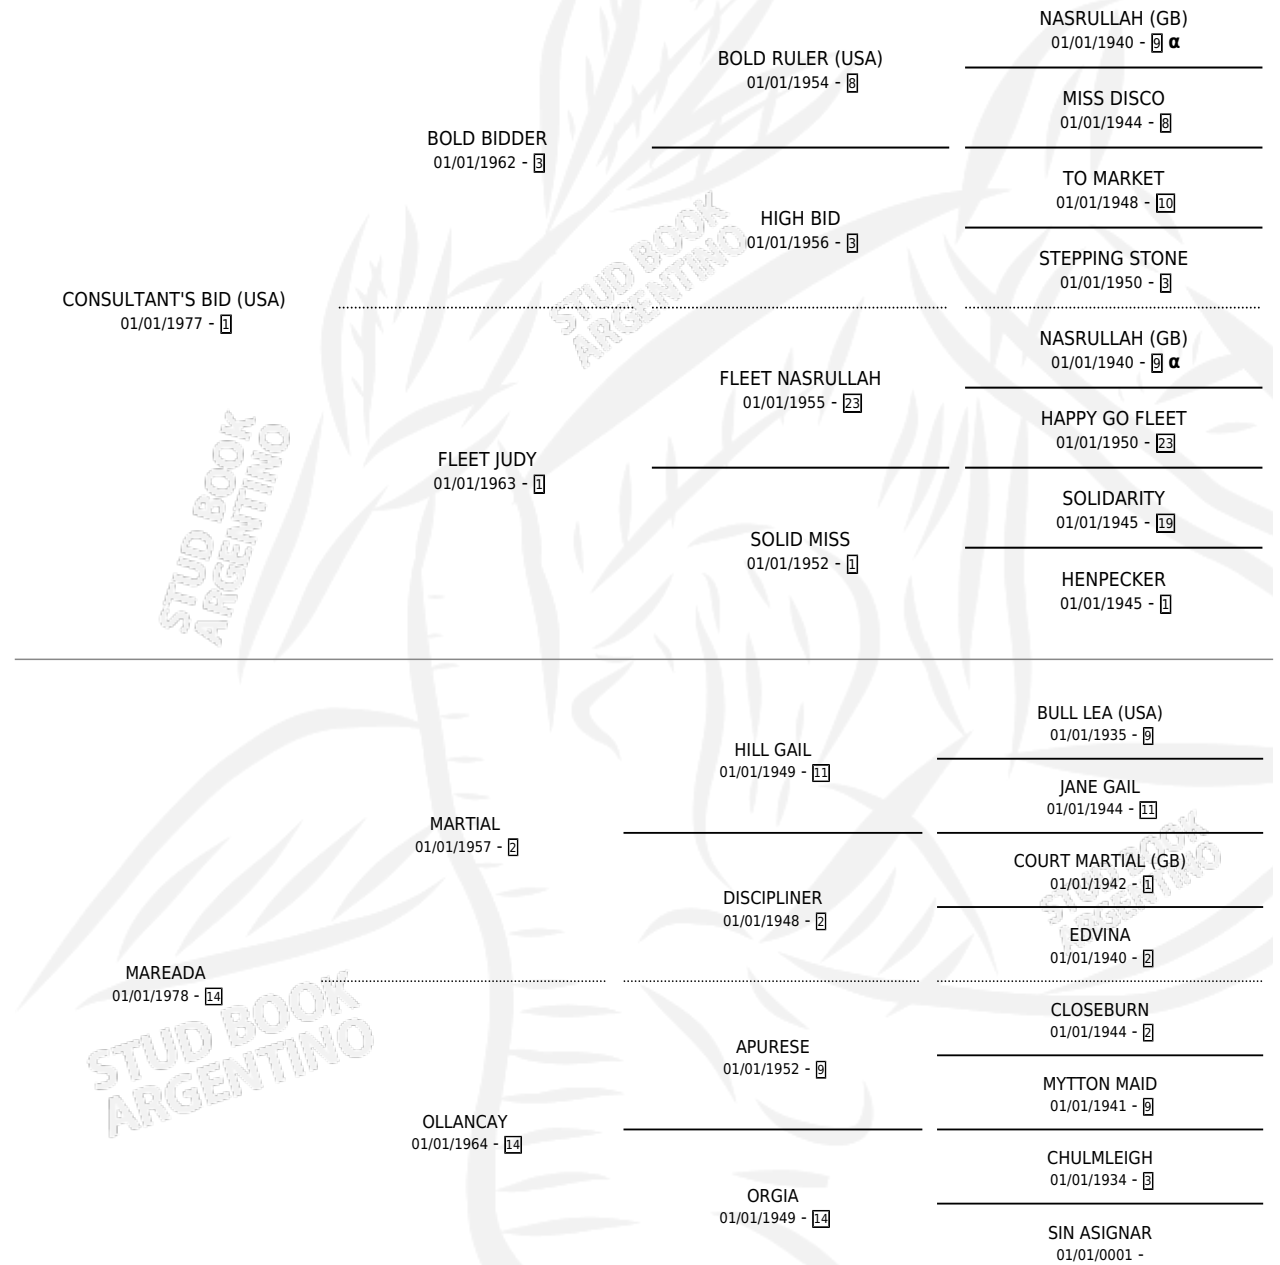 NASRULLAH (GB)
01/01/1940 - 9 α
BOLD RULER (USA)
01/01/1954 - 8
MISS DISCO
01/01/1944 - 8
BOLD BIDDER
01/01/1962 - 3
TO MARKET
01/01/1948 - 10
HIGH BID
01/01/1956 - 3
STEPPING STONE
01/01/1950 - 3
CONSULTANT'S BID (USA)
01/01/1977 - 1
NASRULLAH (GB)
01/01/1940 - 9 α
FLEET NASRULLAH
01/01/1955 - 23
HAPPY GO FLEET
01/01/1950 - 23
FLEET JUDY
01/01/1963 - 1
SOLIDARITY
01/01/1945 - 19
SOLID MISS
01/01/1952 - 1
HENPECKER
01/01/1945 - 1
BULL LEA (USA)
01/01/1935 - 9
HILL GAIL
01/01/1949 - 11
JANE GAIL
01/01/1944 - 11
MARTIAL
01/01/1957 - 2
COURT MARTIAL (GB)
01/01/1942 - 1
DISCIPLINER
01/01/1948 - 2
EDVINA
01/01/1940 - 2
MAREADA
01/01/1978 - 14
CLOSEBURN
01/01/1944 - 2
APURESE
01/01/1952 - 9
MYTTON MAID
01/01/1941 - 9
OLLANCAY
01/01/1964 - 14
CHULMLEIGH
01/01/1934 - 3
ORGIA
01/01/1949 - 14
SIN ASIGNAR
01/01/0001 -
STUD BOOK
ARGENTINO
STUD BOOK
ARGENTINO
STUD BOOK
ARGENTINO
STUD BOOK
ARGENTINO